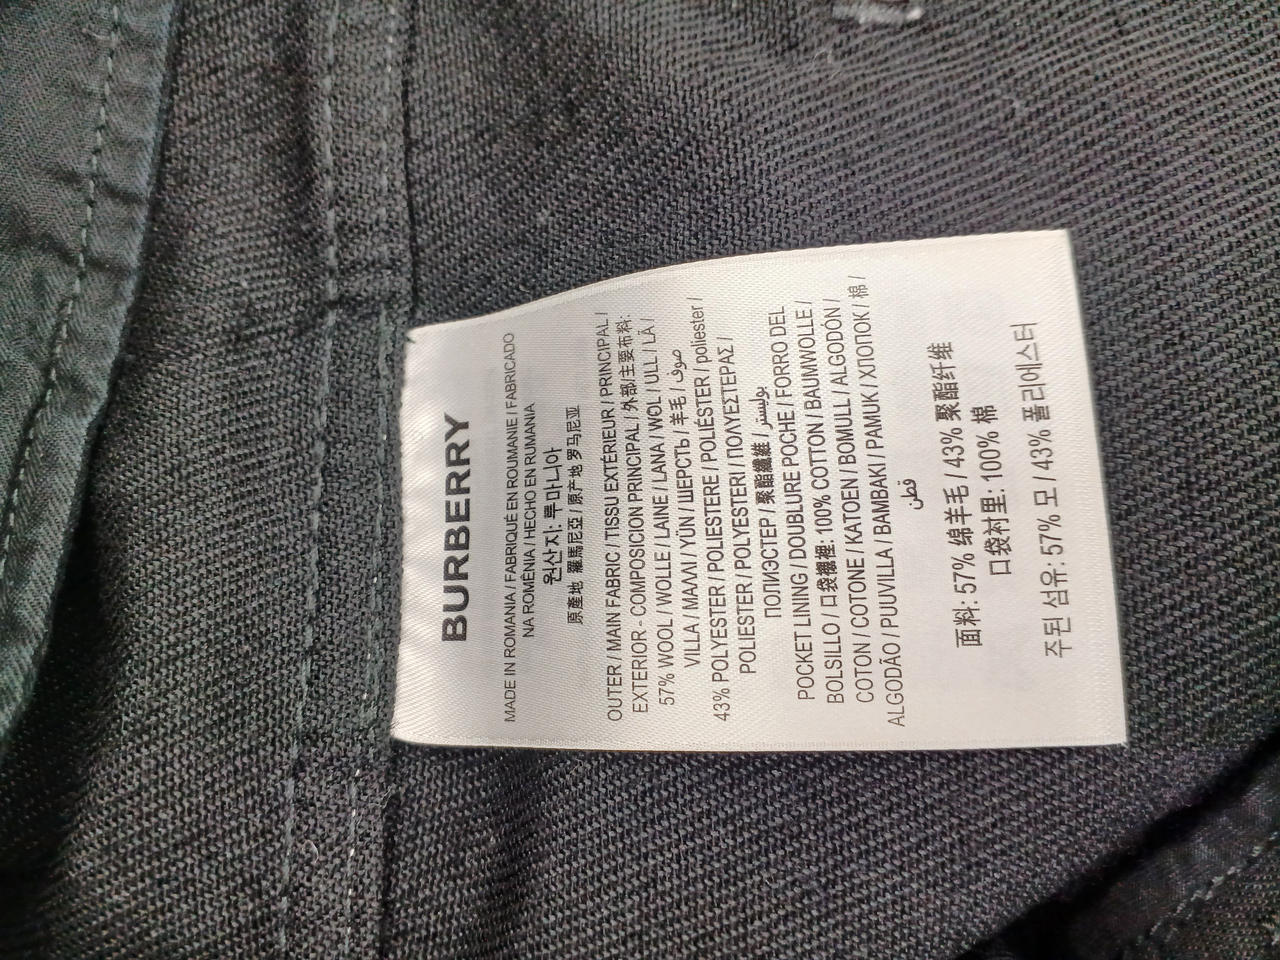 BURBERRY
MADE IN ROMANIA / FABRIQUÉ EN ROUMANIE / FABRICADO
NA ROMÉNIA / HECHO EN RUMANIA
원산지: 루마니아
原產地 羅馬尼亞 / 原产地 罗马尼亚
OUTER / MAIN FABRIC / TISSU EXTÉRIEUR / PRINCIPAL /
EXTERIOR - COMPOSICION PRINCIPAL / 外部/主要布料:
57% WOOL / WOLLE / LAINE / LANA / WOL / ULL / LÃ /
VILLA / ΜΑΛΛΙ / YÜN / ШЕРСТЬ / 羊毛 / صوف
43% POLYESTER / POLIESTERE / POLIÉSTER / poliester /
POLIESTER / POLYESTERI / ΠΟΛΥΕΣΤΕΡΑΣ /
ПОЛИЭСТЕР / 聚酯纖維 / بوليستر
POCKET LINING / DOUBLURE POCHE / FORRO DEL
BOLSILLO / 口袋襯裡: 100% COTTON / BAUMWOLLE /
COTON / COTONE / KATOEN / BOMULL / ALGODÓN /
ALGODÃO / PUUVILLA / BAMBAKI / PAMUK / ХЛОПОК / 棉 /
قطن
面料: 57% 绵羊毛 / 43% 聚酯纤维
口袋衬里: 100% 棉
주된 섬유: 57% 모 / 43% 폴리에스터